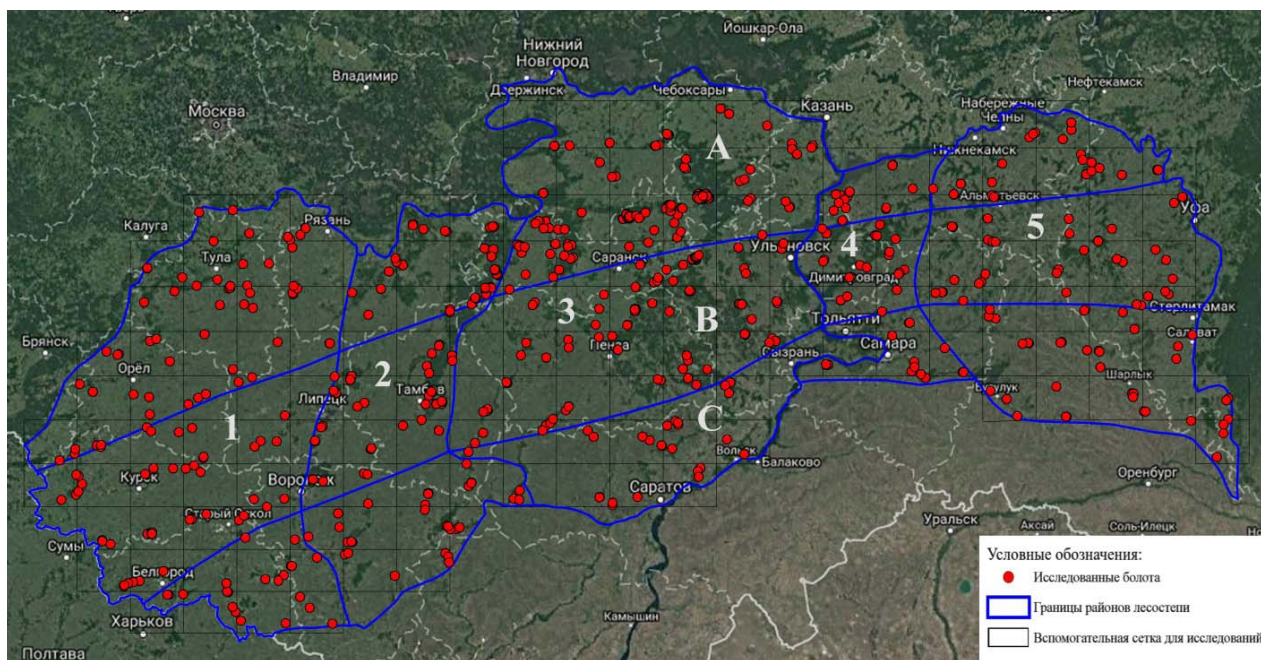 Йошкар-Ола
Нижний
Новгород
Нефтекамск
Владимир
Дзержинск
Чебоксары
Казань
Набережные
Челны
Москва
A
Нижнекамск
Альметьевск
Уфа
Калуга
Рязань
5
Ульяновск
4
Тула
Саранск
Димитровград
3
B
Стерлитамак
Тольятти
Салават
Брянск
Пенза
Сызрань
Самара
Орёл
2
Шарлык
Тамбов
Бузулук
Липецк
1
C
Вольск
Балаково
Курск
Воронеж
Саратов
Оренбург
Старый Оскол
Уральск
Аксай
Соль-Илецк
Сумы
Белгород
Условные обозначения:
Исследованные болота
Границы районов лесостепи
Вспомогательная сетка для исследований
Харьков
Камышин
Полтава